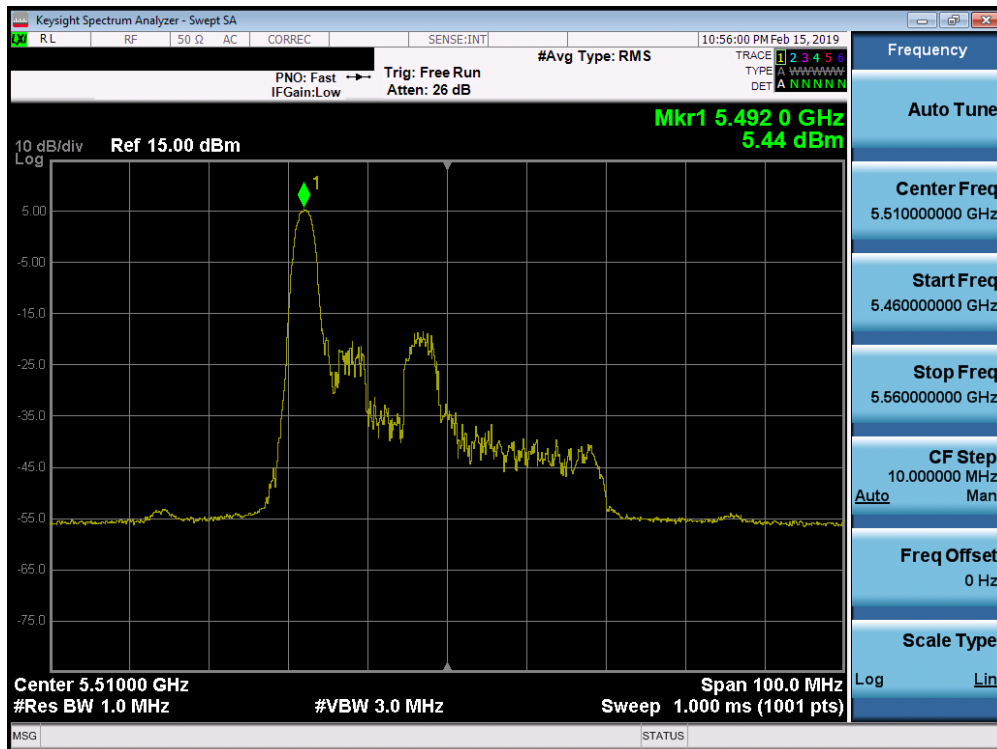 Keysight Spectrum Analyzer - Swept SA
LXI RL RF 50 Ω AC CORREC SENSE:INT 10:56:00 PM Feb 15, 2019
#Avg Type: RMS
TRACE 1 2 3 4 5 6
TYPE A WWWWW
DET A N N N N N
PNO: Fast
IFGain:Low
Trig: Free Run
Atten: 26 dB
Mkr1 5.492 0 GHz
5.44 dBm
10 dB/div
Log
Ref 15.00 dBm
1
5.00
-5.00
-15.0
-25.0
-35.0
-45.0
-55.0
-65.0
-75.0
Center 5.51000 GHz
Span 100.0 MHz
#Res BW 1.0 MHz
#VBW 3.0 MHz
Sweep 1.000 ms (1001 pts)
MSG
STATUS
Frequency
Auto Tune
Center Freq
5.510000000 GHz
Start Freq
5.460000000 GHz
Stop Freq
5.560000000 GHz
CF Step
10.000000 MHz
Auto Man
Freq Offset
0 Hz
Scale Type
Log Lin